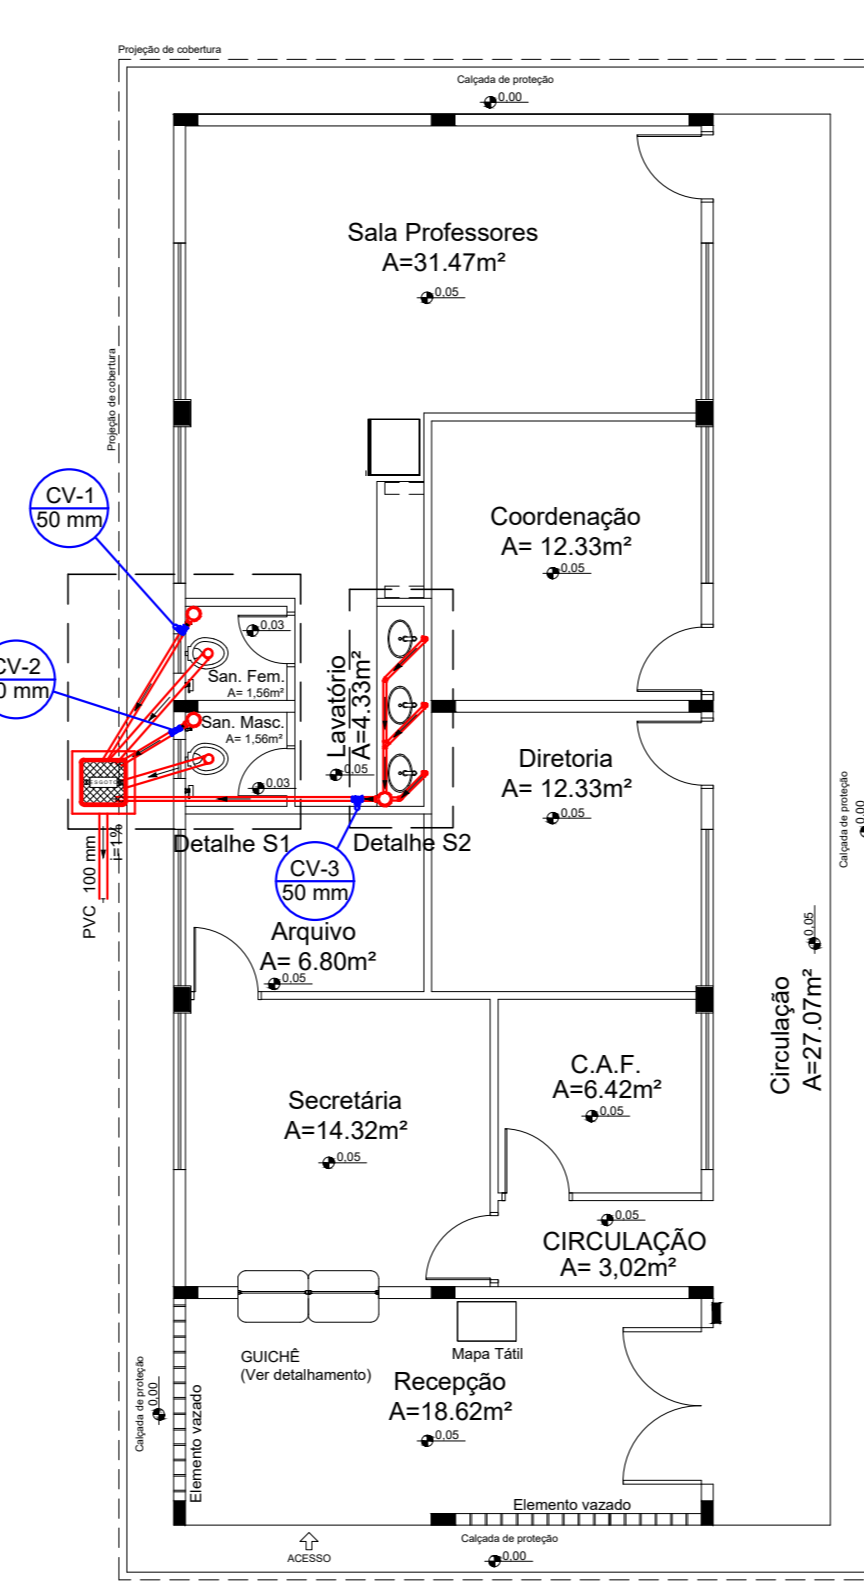 Projeção de cobertura
Calçada de proteção
0,00
Sala Professores
A=31.47m²
0,05
Projeção de cobertura
CV-1
50 mm
Coordenação
A= 12.33m²
0,05
CV-2
0 mm
0,03
San. Fem.
A= 1,56m²
San. Masc.
A= 1,56m²
0,03
Lavatório
A=4.33m²
0,05
Diretoria
A= 12.33m²
0,05
ESGOTO
PVC 100 mm
i=1%
Detalhe S1
Detalhe S2
CV-3
50 mm
Arquivo
A= 6.80m²
0,05
Calçada de proteção
0,00
Circulação
A=27.07m²
0,05
C.A.F.
A=6.42m²
0,05
Secretária
A=14.32m²
0,05
0,05
CIRCULAÇÃO
A= 3,02m²
GUICHÊ
(Ver detalhamento)
Mapa Tátil
Recepção
A=18.62m²
0,05
Calçada de proteção
0,00
Elemento vazado
Elemento vazado
ACESSO
Calçada de proteção
0,00